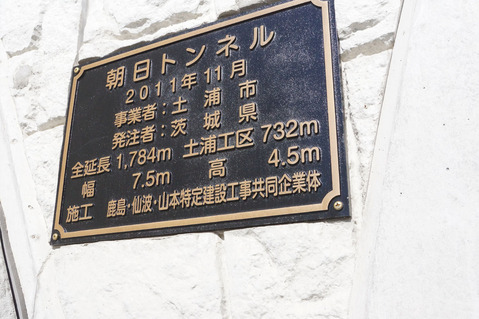 朝日トンネル
2011年11月
事業者：土浦市
発注者：茨城県
全延長 1,784m 土浦工区 732m
幅 7.5m 高 4.5m
施工 鹿島・仙波・山本特定建設工事共同企業体